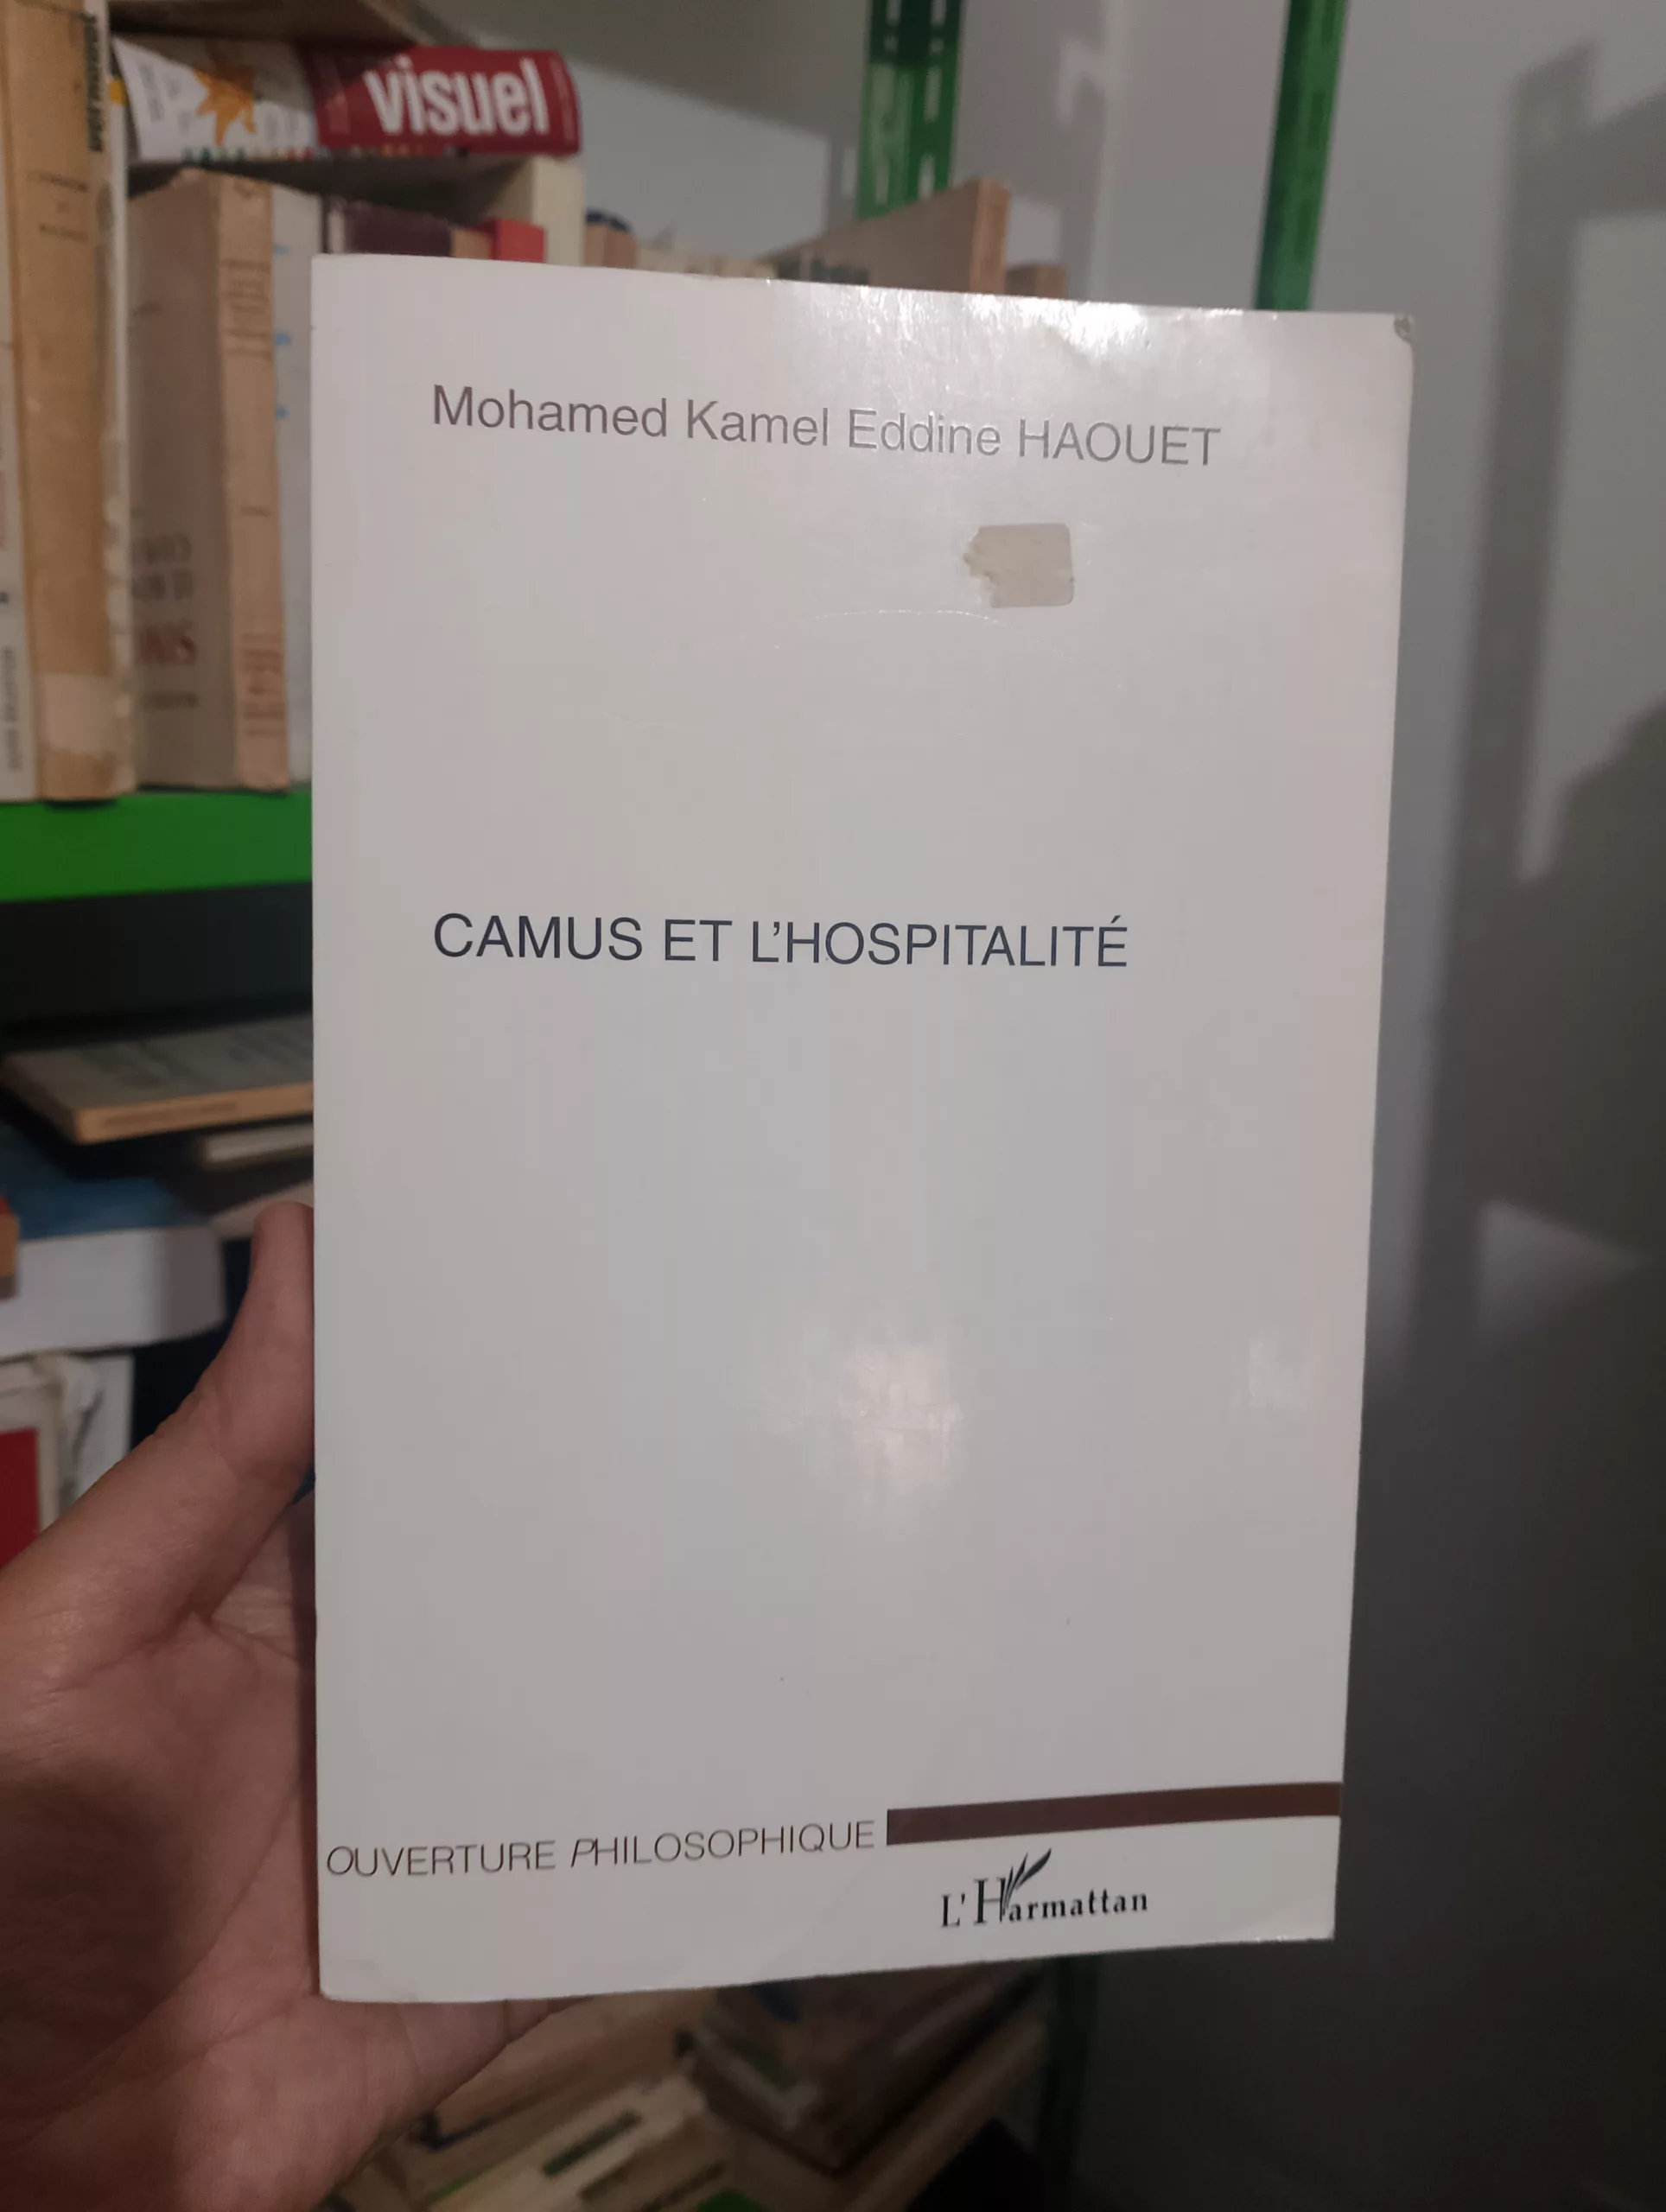 visuel
Mohamed Kamel Eddine HAOUET
CAMUS ET L'HOSPITALITÉ
OUVERTURE PHILOSOPHIQUE
L'Harmattan